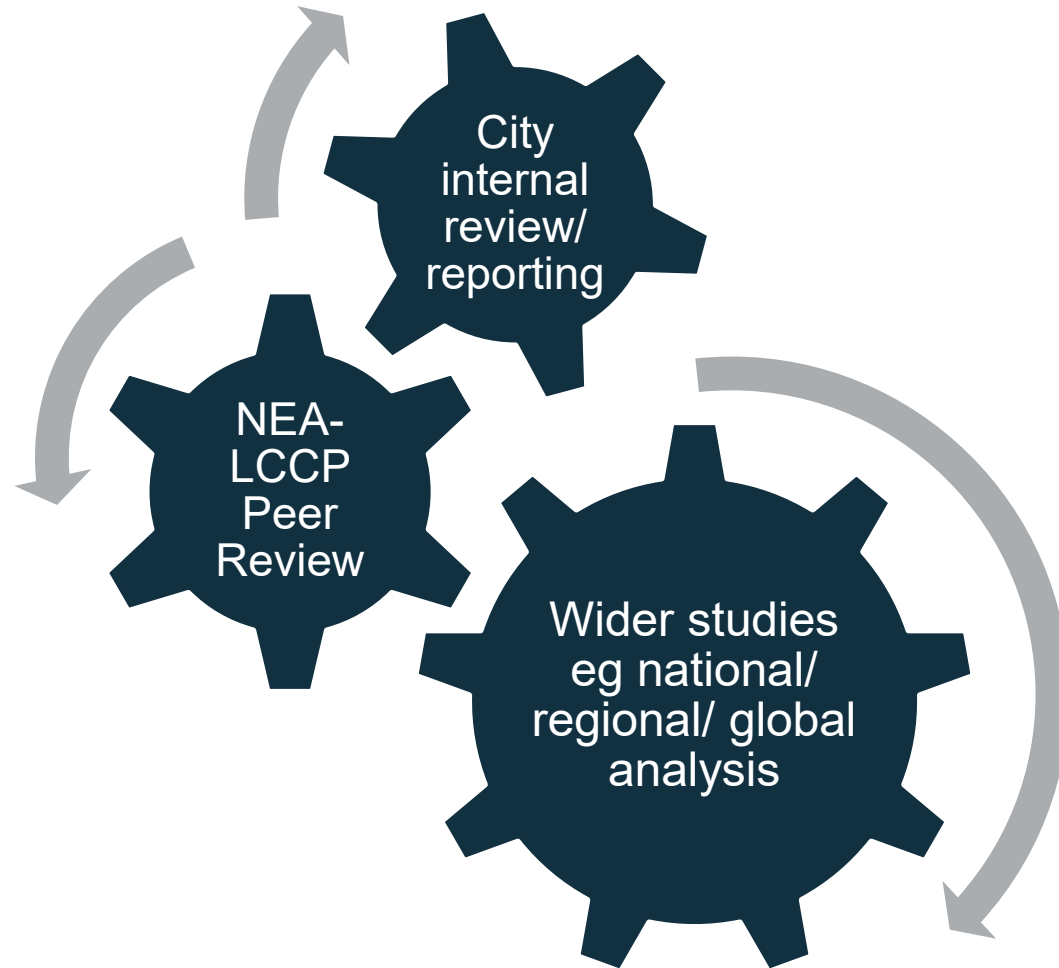 City
internal
review/
reporting
NEA-
LCCP
Peer
Review
Wider studies
eg national/
regional/ global
analysis